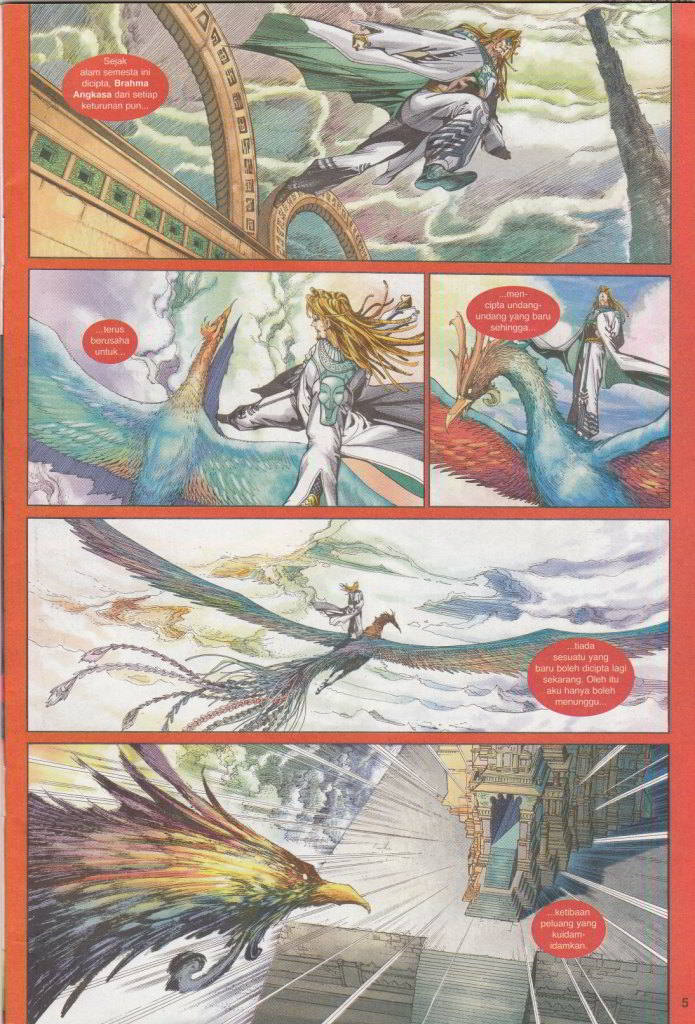 Sejak
alam semesta ini
dicipta, Brahma
Angkasa dari setiap
keturunan pun...
...terus
berusaha
untuk...
...men-
cipta undang-
undang yang baru
sehingga...
...tiada
sesuatu yang
baru boleh dicipta lagi
sekarang. Oleh itu
aku hanya boleh
menunggu...
...ketibaan
peluang yang
kuidam-
idamkan.
5